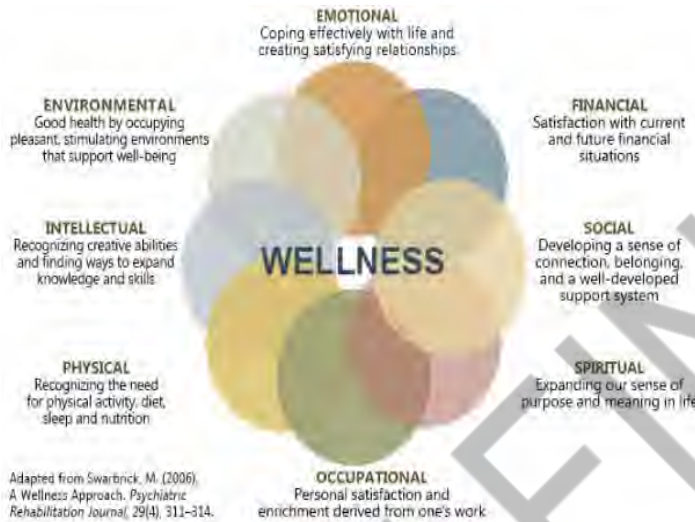 EMOTIONAL
Coping effectively with life and
creating satisfying relationships
ENVIRONMENTAL
Good health by occupying
pleasant, stimulating environments
that support well-being
FINANCIAL
Satisfaction with current
and future financial
situations
INTELLECTUAL
Recognizing creative abilities
and finding ways to expand
knowledge and skills
WELLNESS
SOCIAL
Developing a sense of
connection, belonging,
and a well-developed
support system
PHYSICAL
Recognizing the need
for physical activity, diet,
sleep and nutrition
SPIRITUAL
Expanding our sense of
purpose and meaning in life
Adapted from Swarbrick, M. (2006).
A Wellness Approach. Psychiatric
Rehabilitation Journal, 29(4), 311–314.
OCCUPATIONAL
Personal satisfaction and
enrichment derived from one's work